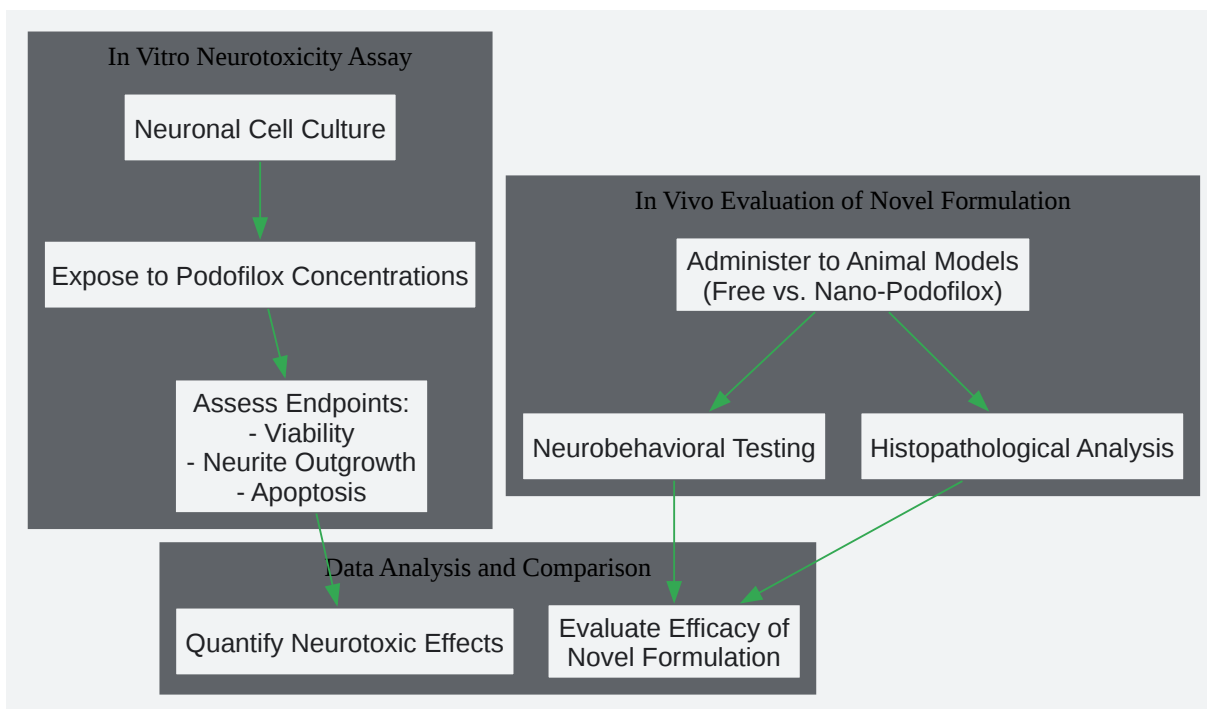 In Vitro Neurotoxicity Assay
Neuronal Cell Culture
Expose to Podofilox Concentrations
Assess Endpoints:
- Viability
- Neurite Outgrowth
- Apoptosis
In Vivo Evaluation of Novel Formulation
Administer to Animal Models
(Free vs. Nano-Podofilox)
Neurobehavioral Testing
Histopathological Analysis
Data Analysis and Comparison
Quantify Neurotoxic Effects
Evaluate Efficacy of
Novel Formulation